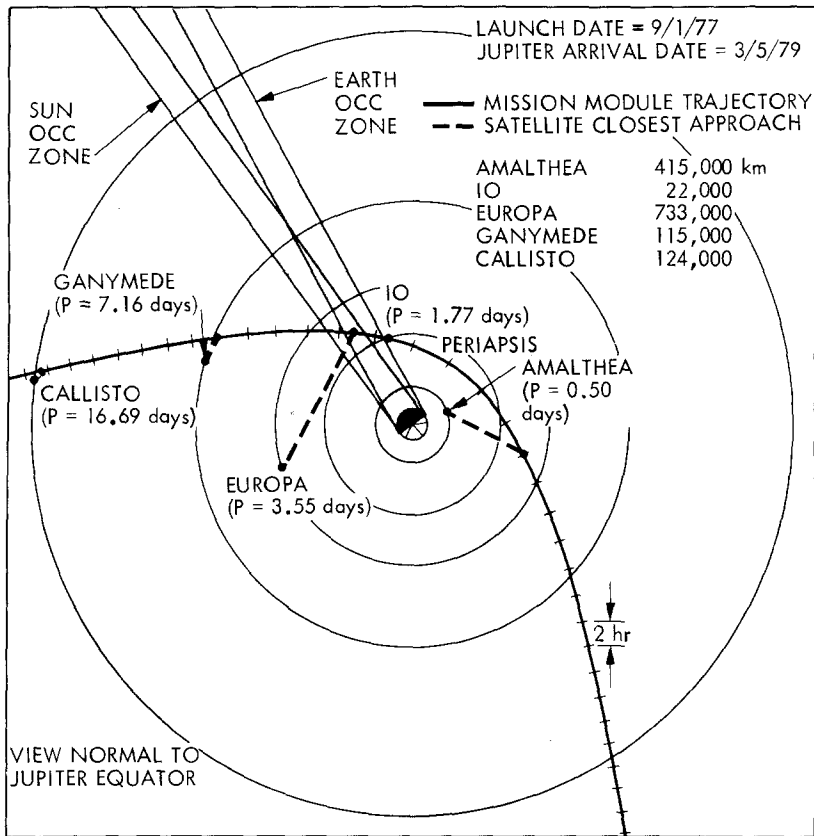 LAUNCH DATE = 9/1/77
JUPITER ARRIVAL DATE = 3/5/79
EARTH
OCC
ZONE
SUN
OCC
ZONE
MISSION MODULE TRAJECTORY
SATELLITE CLOSEST APPROACH
AMALTHEA 415,000 km
IO 22,000
EUROPA 733,000
GANYMEDE 115,000
CALLISTO 124,000
GANYMEDE
(P = 7.16 days)
IO
(P = 1.77 days)
PERIAPSIS
AMALTHEA
(P = 0.50
days)
CALLISTO
(P = 16.69 days)
EUROPA
(P = 3.55 days)
2 hr
VIEW NORMAL TO
JUPITER EQUATOR